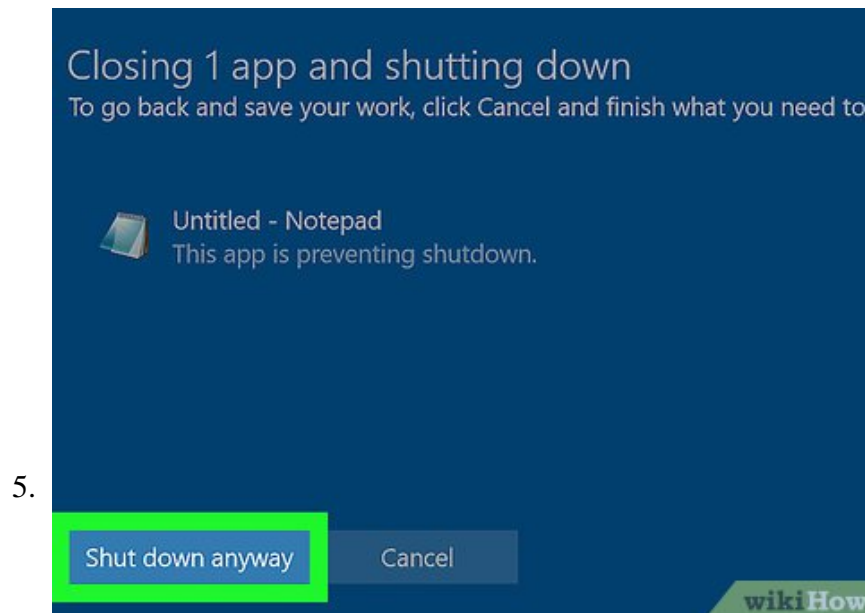 Closing 1 app and shutting down
To go back and save your work, click Cancel and finish what you need to
Untitled - Notepad
This app is preventing shutdown.
5.
Shut down anyway
Cancel
wikiHow